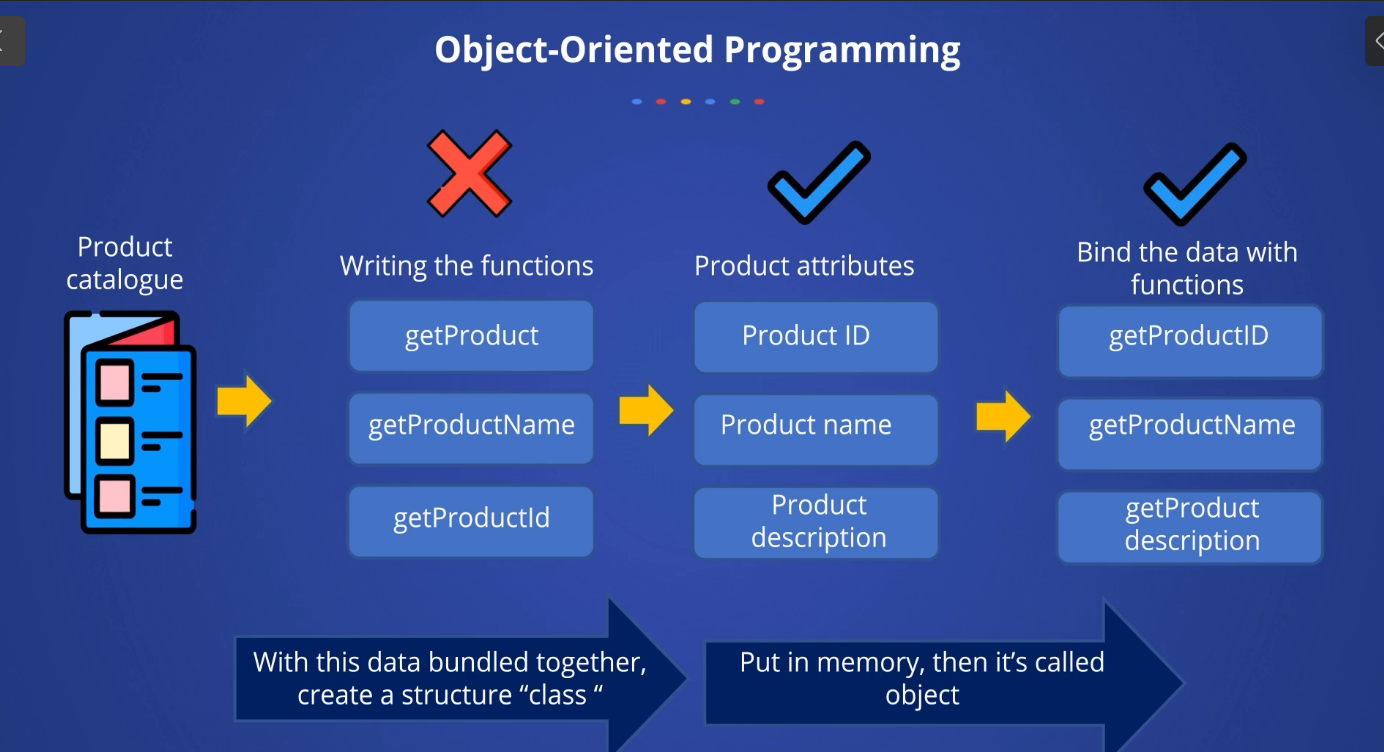 Object-Oriented Programming
Product
catalogue
Writing the functions
getProduct
getProductName
getProductId
Product attributes
Product ID
Product name
Product
description
Bind the data with
functions
getProductID
getProductName
getProduct
description
With this data bundled together,
create a structure “class “
Put in memory, then it’s called
object